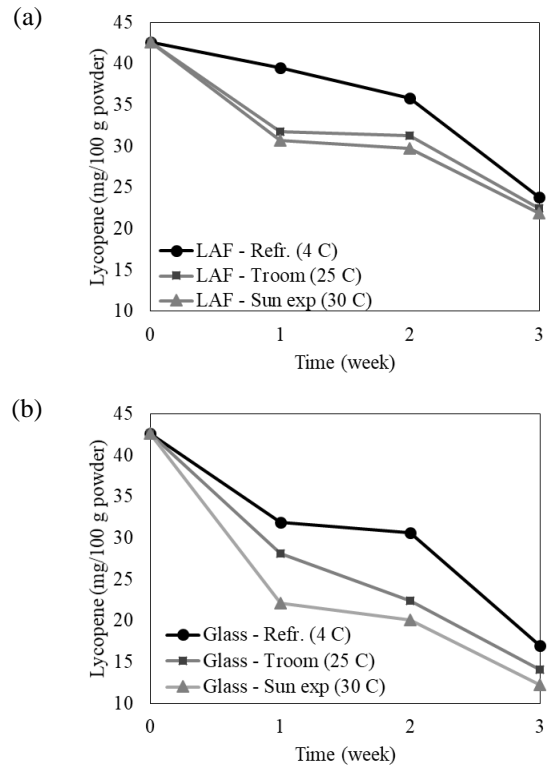 (a)
Lycopene (mg/100 g powder)
45
40
35
30
25
20
15
10
LAF - Refr. (4 C)
LAF - Troom (25 C)
LAF - Sun exp (30 C)
0
1
2
3
Time (week)
(b)
Lycopene (mg/100 g powder)
45
40
35
30
25
20
15
10
Glass - Refr. (4 C)
Glass - Troom (25 C)
Glass - Sun exp (30 C)
0
1
2
3
Time (week)